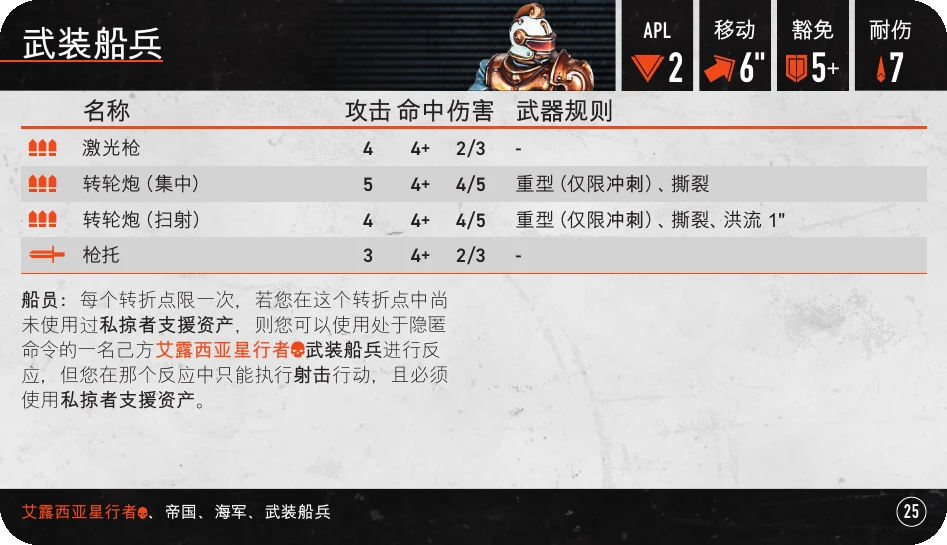 武装船兵
APL 移动 豁免 耐伤
2 6" 5+ 7
名称 攻击 命中 伤害 武器规则
激光枪 4 4+ 2/3 -
转轮炮（集中） 5 4+ 4/5 重型（仅限冲刺）、撕裂
转轮炮（扫射） 4 4+ 4/5 重型（仅限冲刺）、撕裂、洪流 1"
枪托 3 4+ 2/3 -
船员：每个转折点限一次，若您在这个转折点中尚
未使用过私掠者支援资产，则您可以使用处于隐匿
命令的一名己方艾露西亚星行者武装船兵进行反
应，但您在那个反应中只能执行射击行动，且必须
使用私掠者支援资产。
艾露西亚星行者、帝国、海军、武装船兵
25